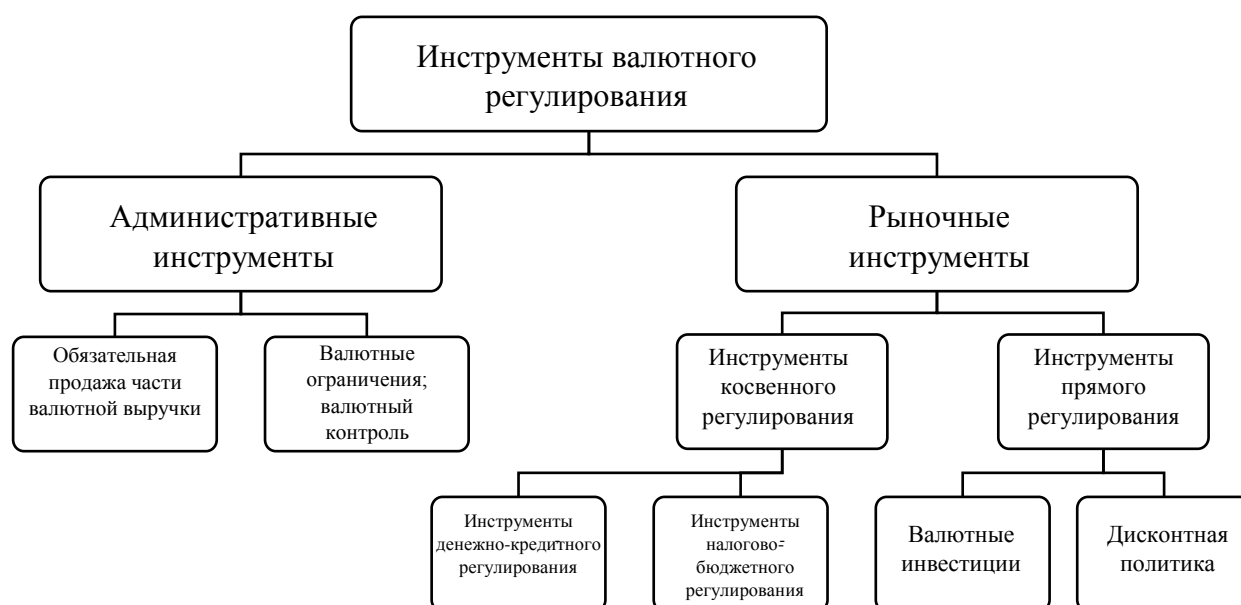 Инструменты валютного
регулирования
Административные
инструменты
Рыночные
инструменты
Обязательная
продажа части
валютной выручки
Валютные
ограничения;
валютный
контроль
Инструменты
косвенного
регулирования
Инструменты
прямого
регулирования
Инструменты
денежно-кредитного
регулирования
Инструменты
налогово-
бюджетного
регулирования
Валютные
инвестиции
Дисконтная
политика